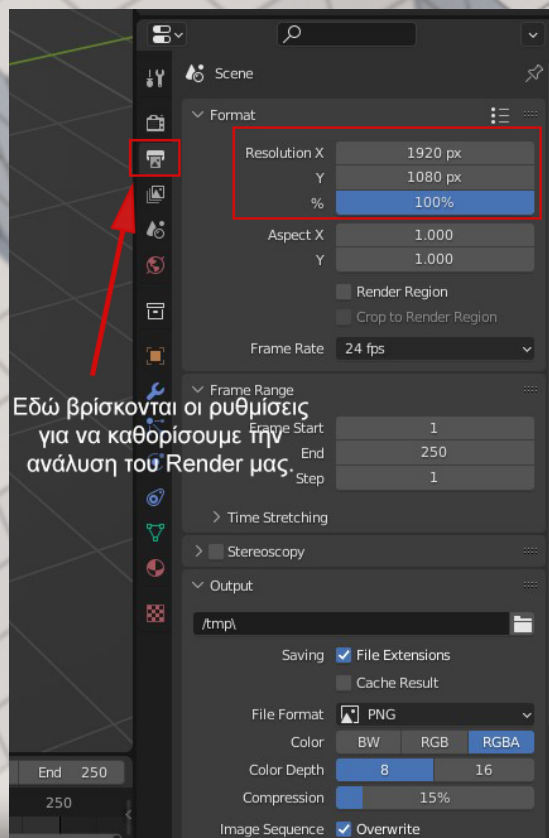 Scene
Format
Resolution X 1920 px
Y 1080 px
% 100%
Aspect X 1.000
Y 1.000
Render Region
Crop to Render Region
Frame Rate 24 fps
Frame Range
Εδώ βρίσκονται οι ρυθμίσεις
για να καθορίσουμε την
ανάλυση του Render μας.
Frame Start 1
End 250
Step 1
Time Stretching
Stereoscopy
Output
/tmp\
Saving File Extensions
Cache Result
File Format PNG
Color BW RGB RGBA
Color Depth 8 16
Compression 15%
Image Sequence Overwrite
End 250
250